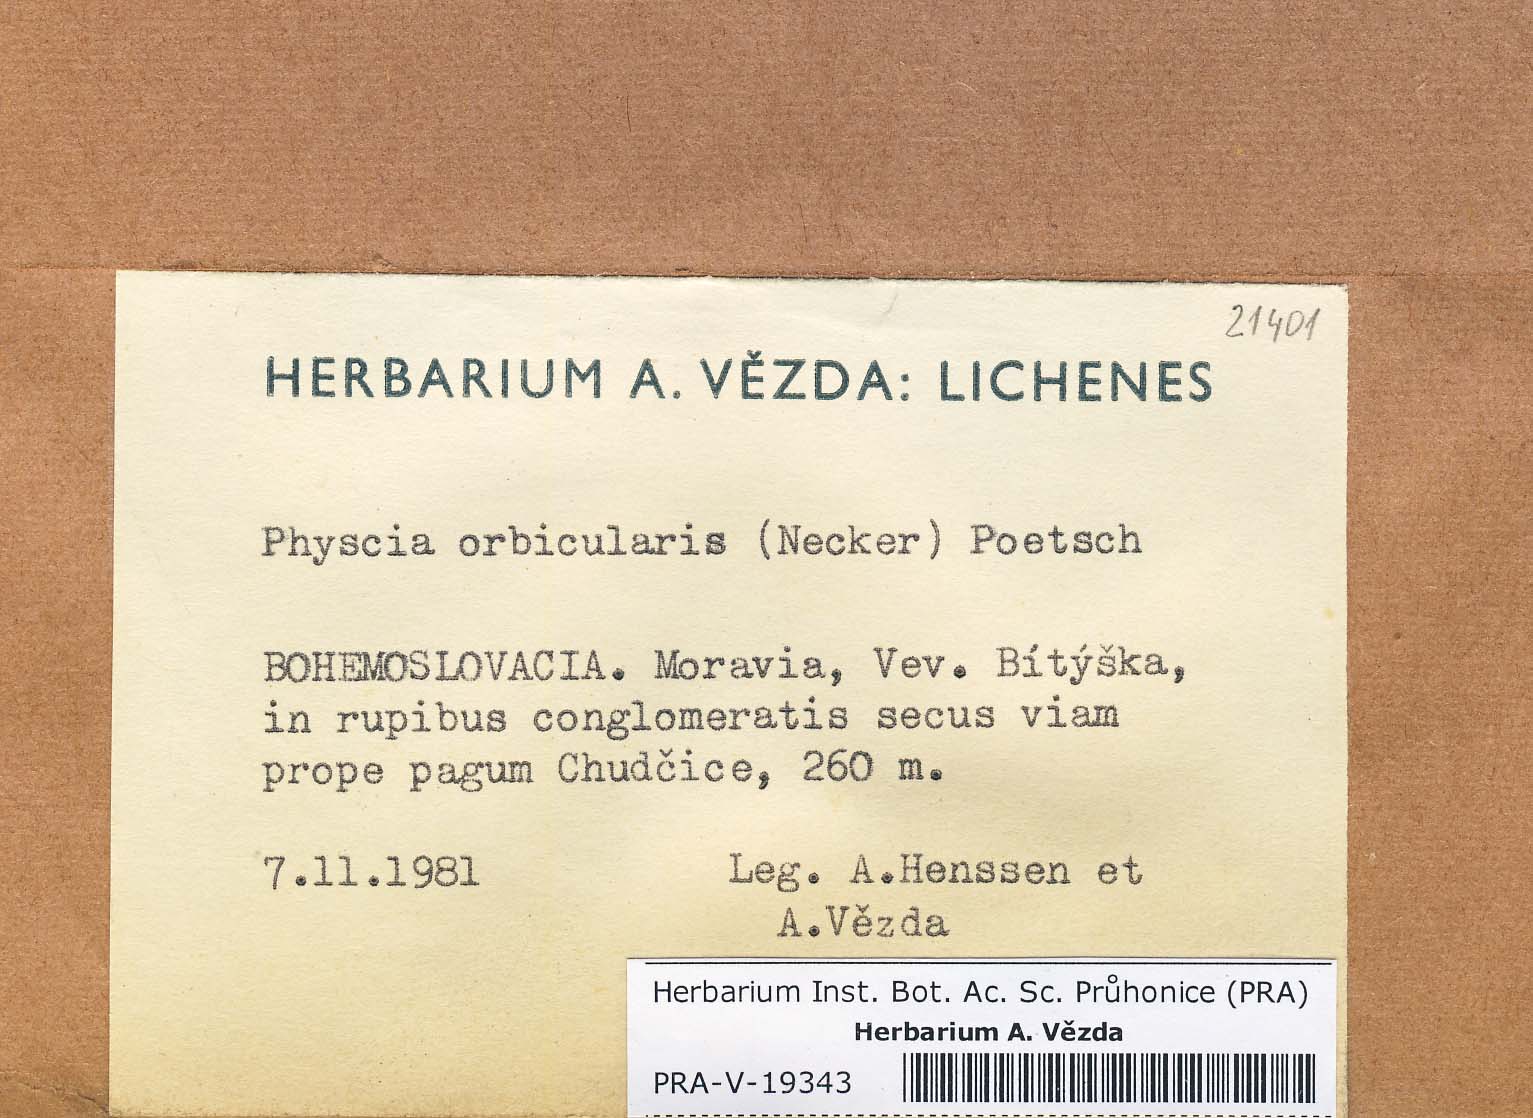 21401
HERBARIUM A. VĚZDA: LICHENES
Physcia orbicularis (Necker) Poetsch
BOHEMOSLOVACIA. Moravia, Vev. Bítýška,
in rupibus conglomeratis secus viam
prope pagum Chudčice, 260 m.
7.11.1981 Leg. A.Henssen et
A.Vězda
Herbarium Inst. Bot. Ac. Sc. Průhonice (PRA)
Herbarium A. Vězda
PRA-V-19343